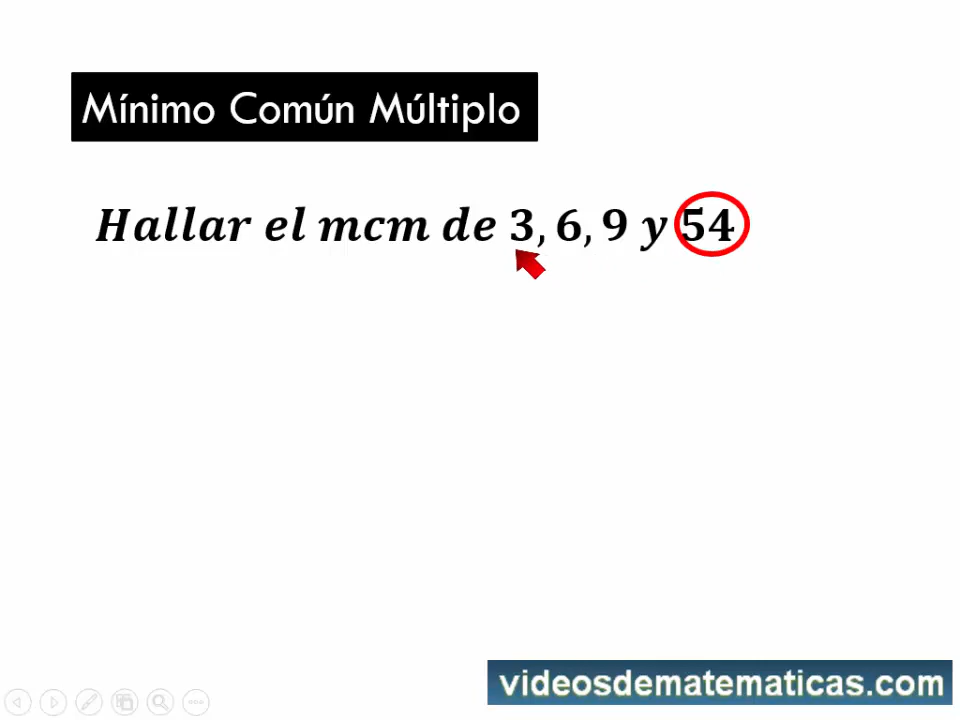 Mínimo Común Múltiplo
Hallar el mcm de 3, 6, 9 y 54
videosdematematicas.com